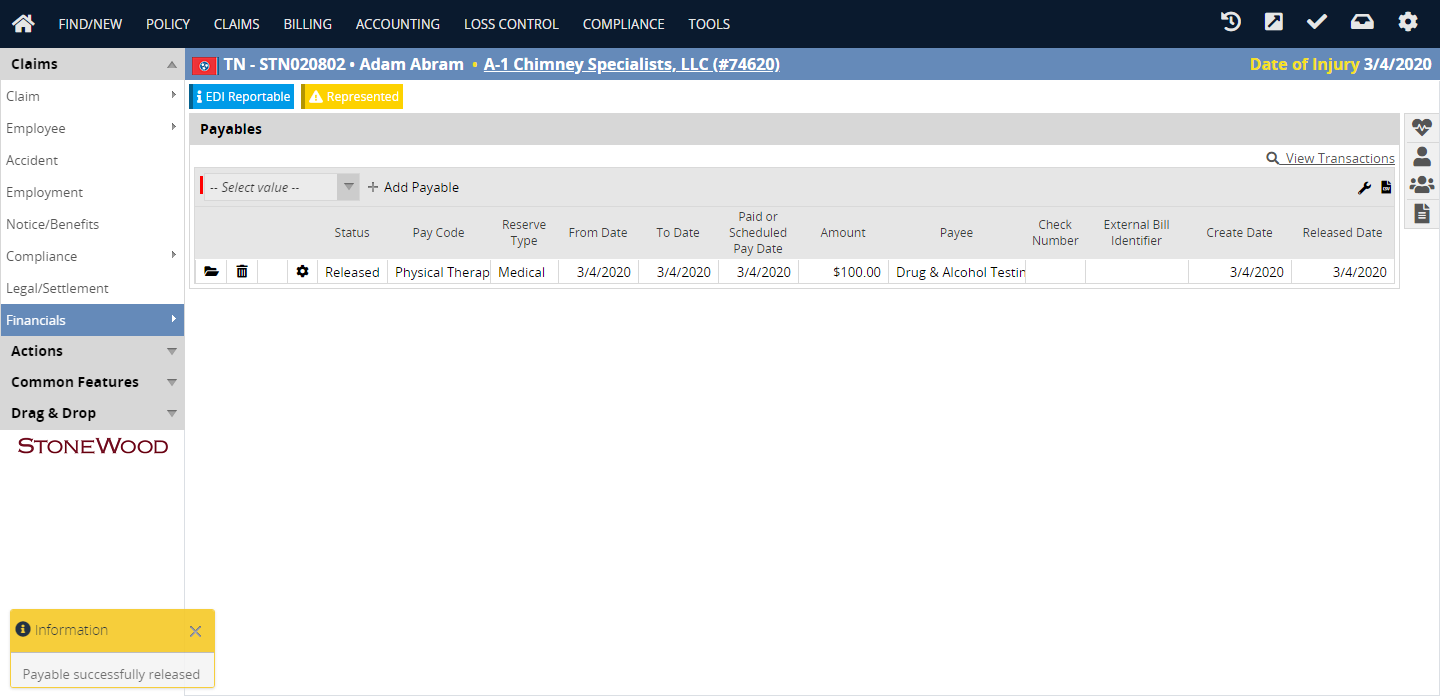 FIND/NEW POLICY CLAIMS BILLING ACCOUNTING LOSS CONTROL COMPLIANCE TOOLS
Claims
TN - STN020802 • Adam Abram • A-1 Chimney Specialists, LLC (#74620)
Date of Injury 3/4/2020
Claim
Employee
Accident
Employment
Notice/Benefits
Compliance
Legal/Settlement
Financials
Actions
Common Features
Drag & Drop
STONEWOOD
EDI Reportable
Represented
Payables
View Transactions
-- Select value --
Add Payable
Status
Pay Code
Reserve
Type
From Date
To Date
Paid or
Scheduled
Pay Date
Amount
Payee
Check
Number
External Bill
Identifier
Create Date
Released Date
Released Physical Therap Medical 3/4/2020 3/4/2020 3/4/2020 $100.00 Drug & Alcohol Testin 3/4/2020 3/4/2020
Information
Payable successfully released